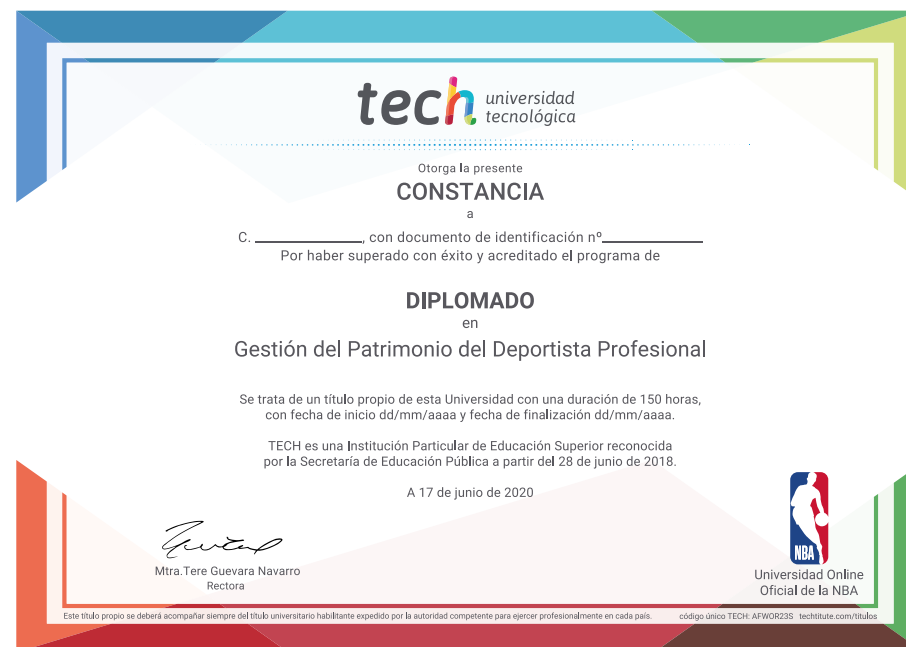 tech universidad
tecnológica
Otorga la presente
CONSTANCIA
a
C. ____________, con documento de identificación nº____________
Por haber superado con éxito y acreditado el programa de
DIPLOMADO
en
Gestión del Patrimonio del Deportista Profesional
Se trata de un título propio de esta Universidad con una duración de 150 horas,
con fecha de inicio dd/mm/aaaa y fecha de finalización dd/mm/aaaa.
TECH es una Institución Particular de Educación Superior reconocida
por la Secretaría de Educación Pública a partir del 28 de junio de 2018.
A 17 de junio de 2020
Mtra.Tere Guevara Navarro
Rectora
NBA
Universidad Online
Oficial de la NBA
Este título propio se deberá acompañar siempre del título universitario habilitante expedido por la autoridad competente para ejercer profesionalmente en cada país. código único TECH: AFWOR23S techtitute.com/titulos